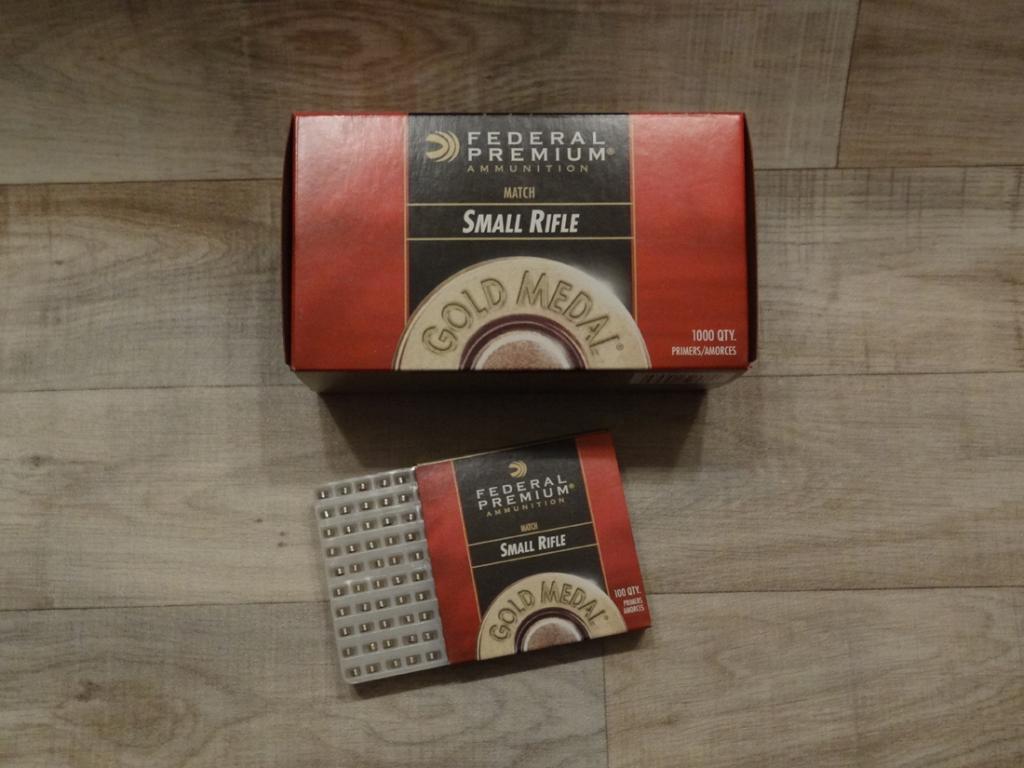 FEDERAL
PREMIUM®
AMMUNITION
MATCH
SMALL RIFLE
GOLD MEDAL®
1000 QTY.
PRIMERS/AMORCES
FEDERAL
PREMIUM®
AMMUNITION
MATCH
SMALL RIFLE
GOLD MEDAL®
100 QTY.
PRIMERS
AMORCES